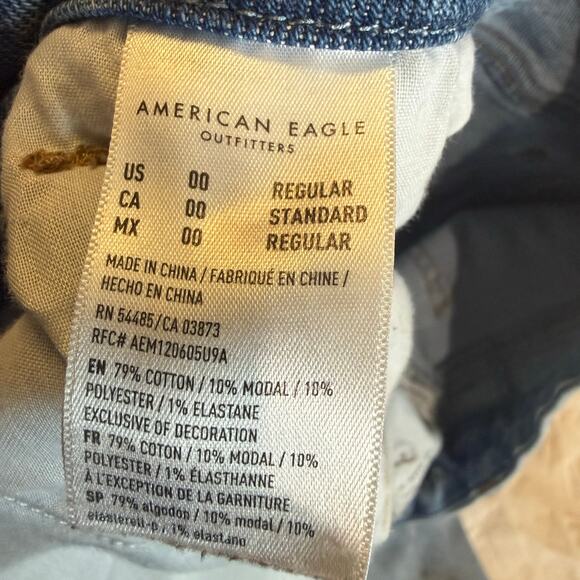 AMERICAN EAGLE
OUTFITTERS
US 00 REGULAR
CA 00 STANDARD
MX 00 REGULAR
MADE IN CHINA / FABRIQUÉ EN CHINE /
HECHO EN CHINA
RN 54485/CA 03873
RFC# AEM120605U9A
EN 79% COTTON / 10% MODAL / 10%
POLYESTER / 1% ELASTANE
EXCLUSIVE OF DECORATION
FR 79% COTON / 10% MODAL / 10%
POLYESTER / 1% ÉLASTHANNE
À L'EXCEPTION DE LA GARNITURE
SP 79% algodon / 10% modal / 10%
1% elastano